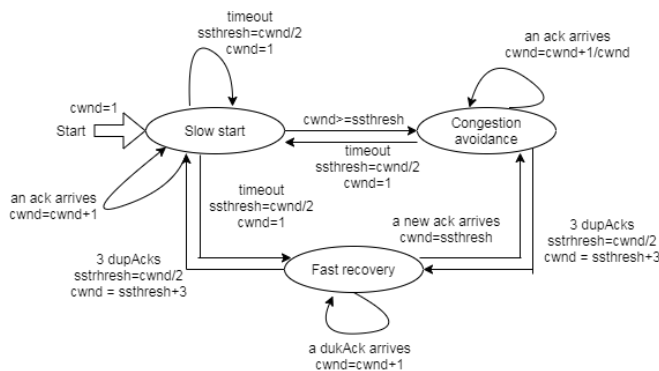 timeout
ssthresh=cwnd/2
cwnd=1
an ack arrives
cwnd=cwnd+1/cwnd
cwnd=1
Start
Slow start
cwnd>=ssthresh
Congestion
avoidance
timeout
ssthresh=cwnd/2
cwnd=1
an ack arrives
cwnd=cwnd+1
timeout
ssthresh=cwnd/2
cwnd=1
a new ack arrives
cwnd=ssthresh
3 dupAcks
ssrthresh=cwnd/2
cwnd = ssthresh+3
3 dupAcks
sstrhresh=cwnd/2
cwnd = ssthresh+3
Fast recovery
a dukAck arrives
cwnd=cwnd+1